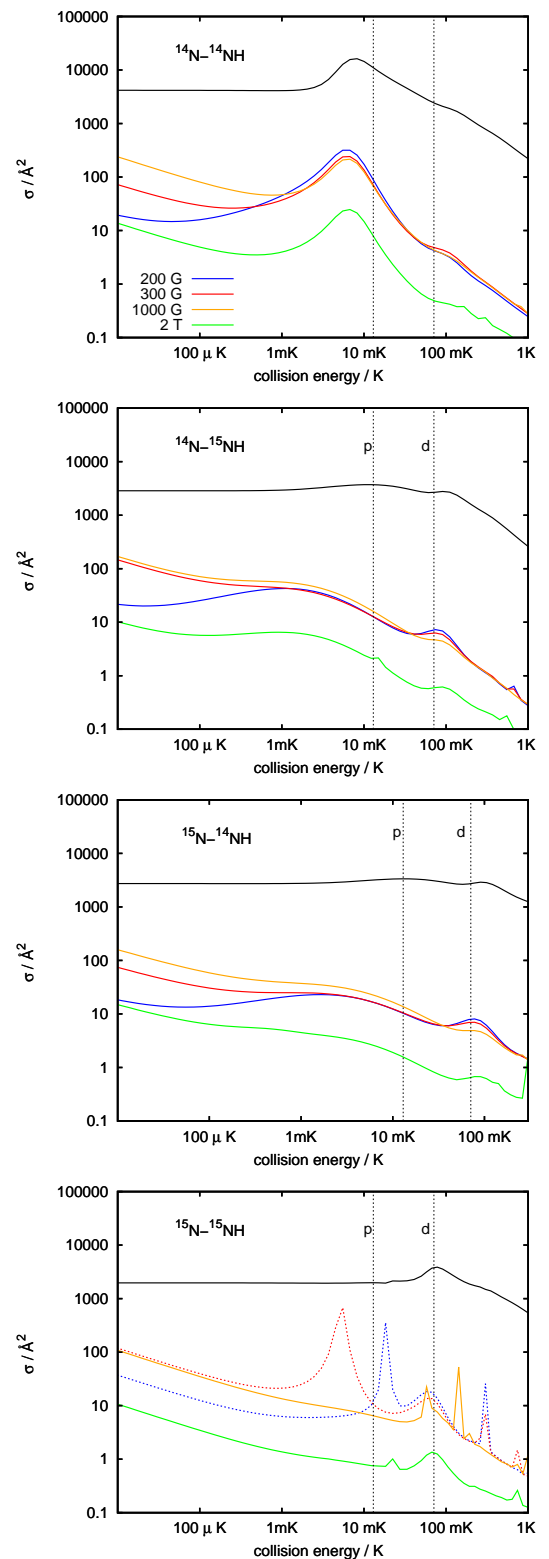 100000
¹⁴N–¹⁴NH
10000
1000
σ / Å²
100
10
200 G
300 G
1
1000 G
2 T
0.1
100 μ K 1mK 10 mK 100 mK 1K
collision energy / K
100000
¹⁴N–¹⁵NH p d
10000
1000
σ / Å²
100
10
1
0.1
100 μ K 1mK 10 mK 100 mK 1K
collision energy / K
100000
¹⁵N–¹⁴NH p d
10000
1000
σ / Å²
100
10
1
0.1
100 μ K 1mK 10 mK 100 mK
collision energy / K
100000
¹⁵N–¹⁵NH p d
10000
1000
σ / Å²
100
10
1
0.1
100 μ K 1mK 10 mK 100 mK 1K
collision energy / K